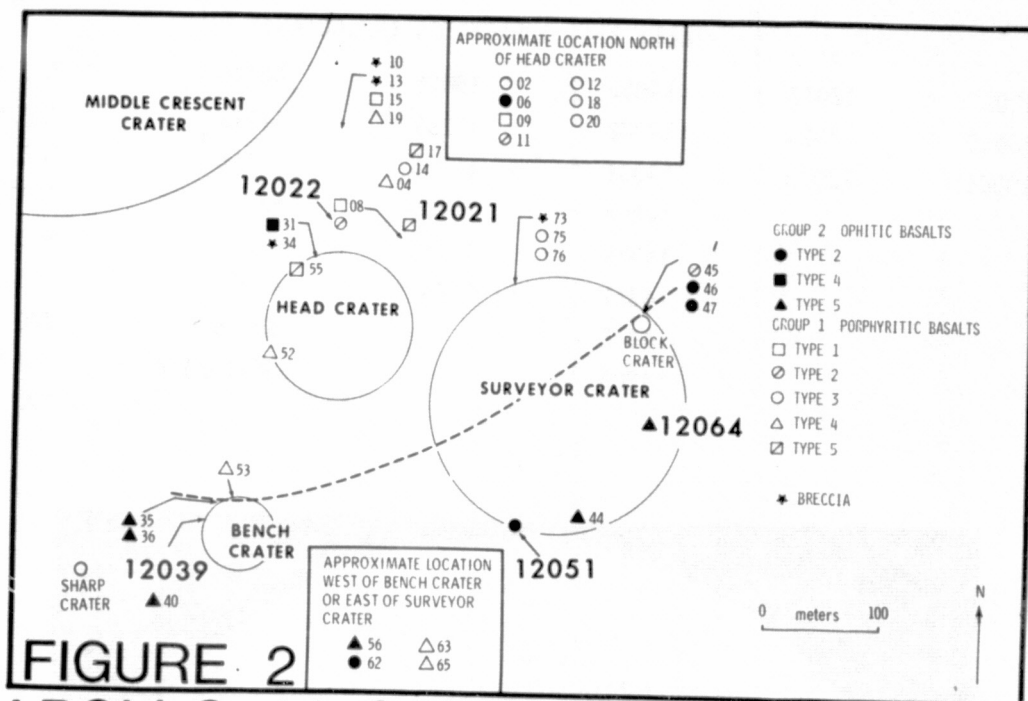 APPROXIMATE LOCATION NORTH
OF HEAD CRATER
02
12
06
18
09
20
11
MIDDLE CRESCENT
CRATER
10
13
15
19
17
14
04
12022
08
12021
31
34
55
HEAD CRATER
52
73
75
76
45
46
47
BLOCK
CRATER
SURVEYOR CRATER
12064
GROUP 2 OPHITIC BASALTS
TYPE 2
TYPE 4
TYPE 5
GROUP 1 PORPHYRITIC BASALTS
TYPE 1
TYPE 2
TYPE 3
TYPE 4
TYPE 5
BRECCIA
53
35
36
BENCH
CRATER
12039
SHARP
CRATER
40
44
12051
APPROXIMATE LOCATION
WEST OF BENCH CRATER
OR EAST OF SURVEYOR
CRATER
56
63
62
65
0 meters 100
N
FIGURE 2